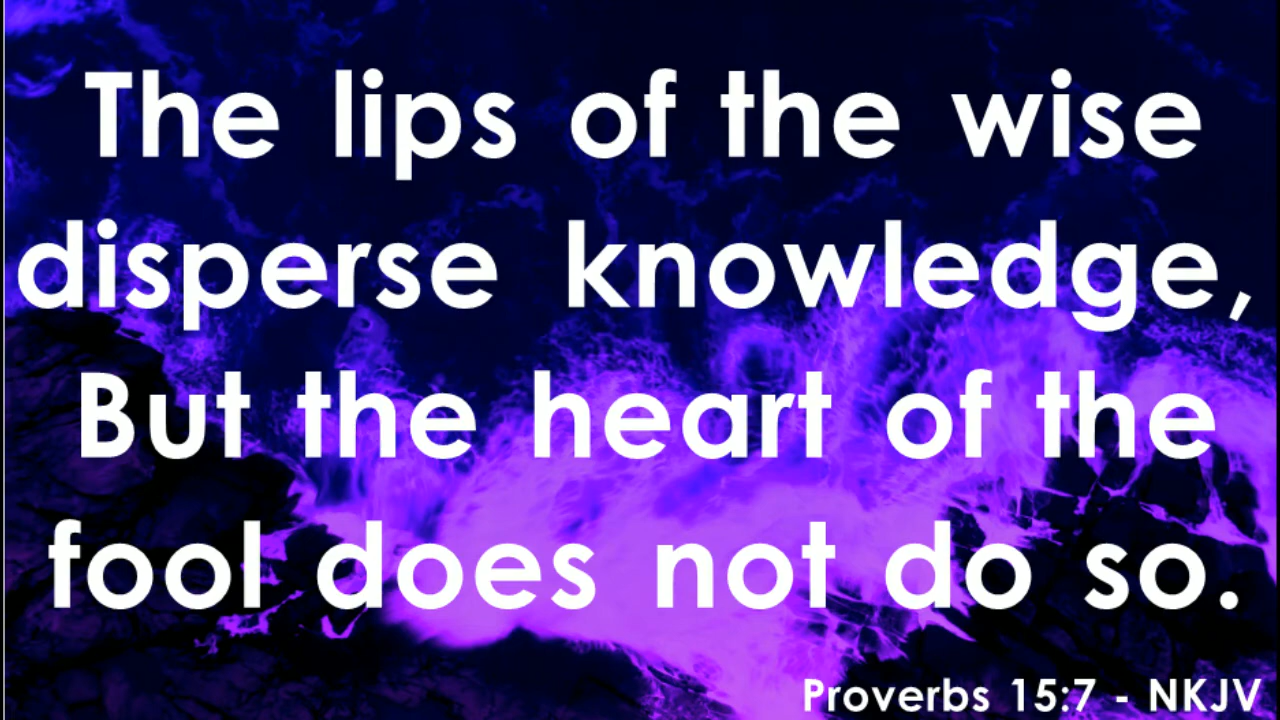 The lips of the wise
disperse knowledge,
But the heart of the
fool does not do so.
Proverbs 15:7 - NKJV